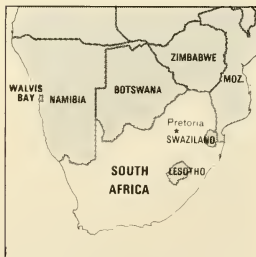 ZIMBABWE
MOZ.
WALVIS
BAY
NAMIBIA
BOTSWANA
Pretoria
SWAZILAND
SOUTH
AFRICA
LESOTHO